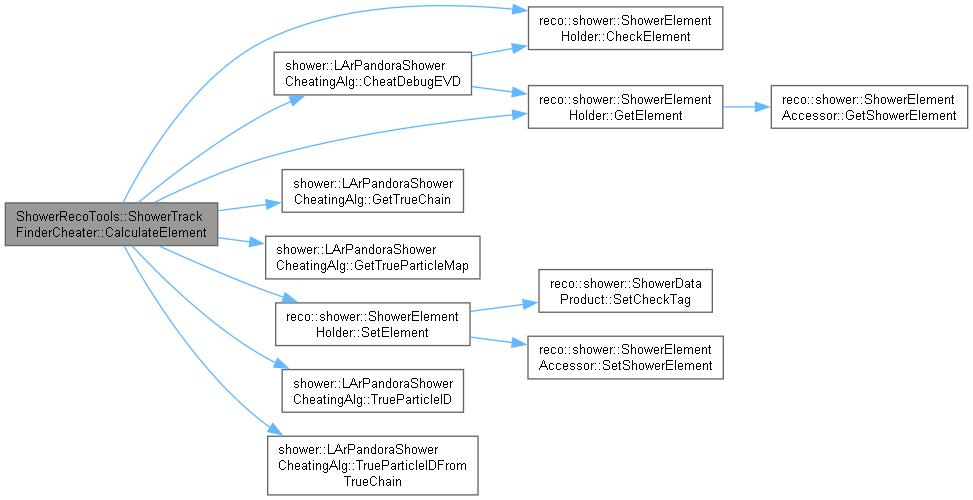 reco::shower::ShowerElement
Holder::CheckElement
shower::LArPandoraShower
CheatingAlg::CheatDebugEVD
reco::shower::ShowerElement
Holder::GetElement
reco::shower::ShowerElement
Accessor::GetShowerElement
shower::LArPandoraShower
CheatingAlg::GetTrueChain
ShowerRecoTools::ShowerTrack
FinderCheater::CalculateElement
shower::LArPandoraShower
CheatingAlg::GetTrueParticleMap
reco::shower::ShowerElement
Holder::SetElement
reco::shower::ShowerData
Product::SetCheckTag
reco::shower::ShowerElement
Accessor::SetShowerElement
shower::LArPandoraShower
CheatingAlg::TrueParticleID
shower::LArPandoraShower
CheatingAlg::TrueParticleIDFrom
TrueChain